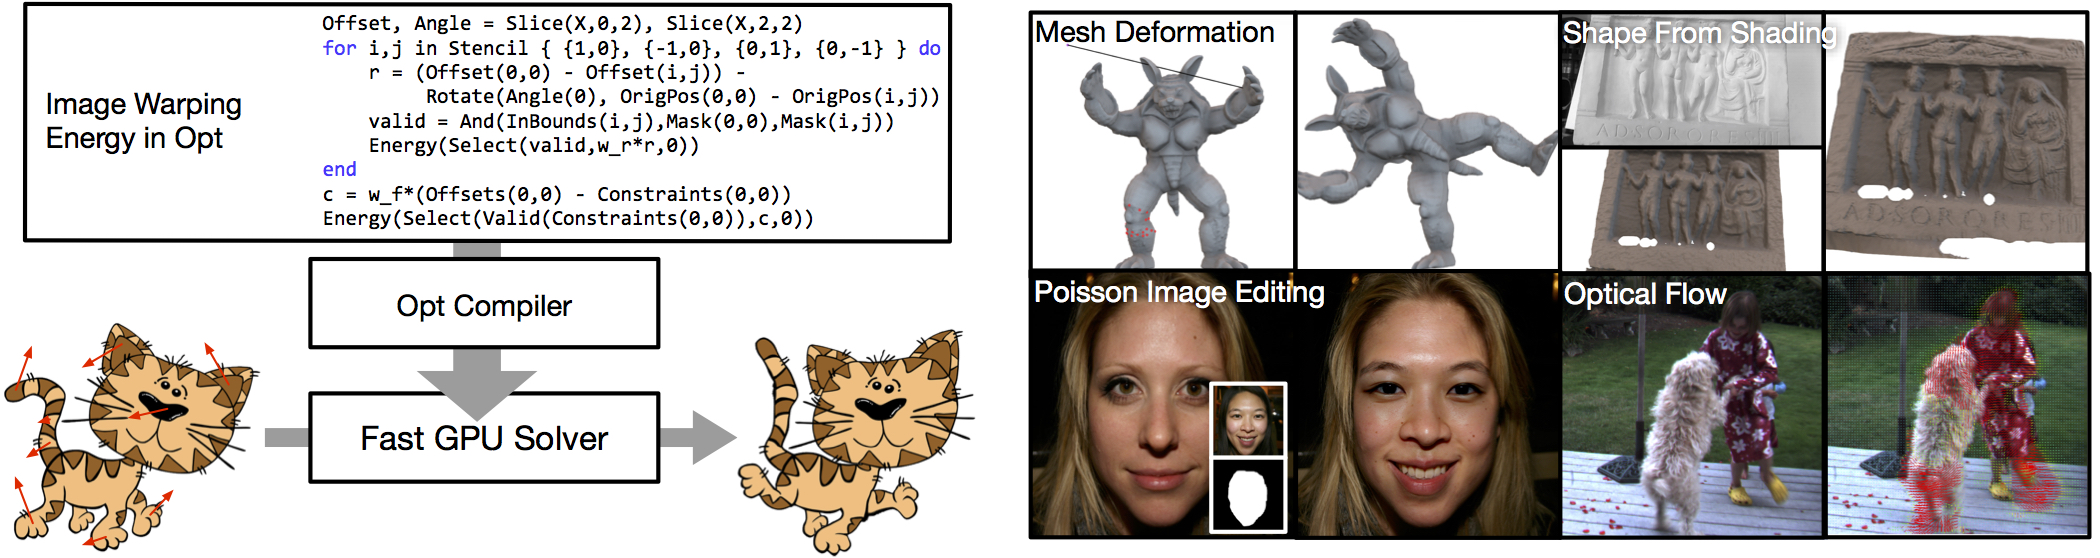 Image Warping
Energy in Opt
Offset, Angle = Slice(X,0,2), Slice(X,2,2)
for i,j in Stencil { {1,0}, {-1,0}, {0,1}, {0,-1} } do
r = (Offset(0,0) - Offset(i,j)) -
Rotate(Angle(0), OrigPos(0,0) - OrigPos(i,j))
valid = And(InBounds(i,j),Mask(0,0),Mask(i,j))
Energy(Select(valid,w_r*r,0))
end
c = w_f*(Offsets(0,0) - Constraints(0,0))
Energy(Select(Valid(Constraints(0,0)),c,0))
Opt Compiler
Fast GPU Solver
Mesh Deformation
Shape From Shading
Poisson Image Editing
Optical Flow